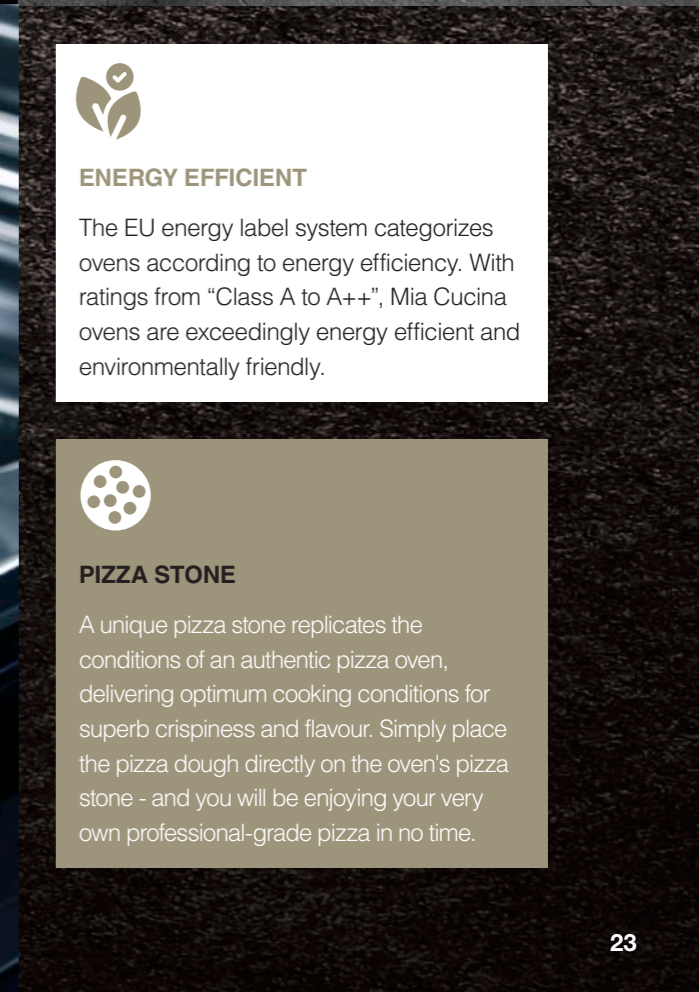 ENERGY EFFICIENT
The EU energy label system categorizes
ovens according to energy efficiency. With
ratings from “Class A to A++”, Mia Cucina
ovens are exceedingly energy efficient and
environmentally friendly.
PIZZA STONE
A unique pizza stone replicates the
conditions of an authentic pizza oven,
delivering optimum cooking conditions for
superb crispiness and flavour. Simply place
the pizza dough directly on the oven's pizza
stone - and you will be enjoying your very
own professional-grade pizza in no time.
23